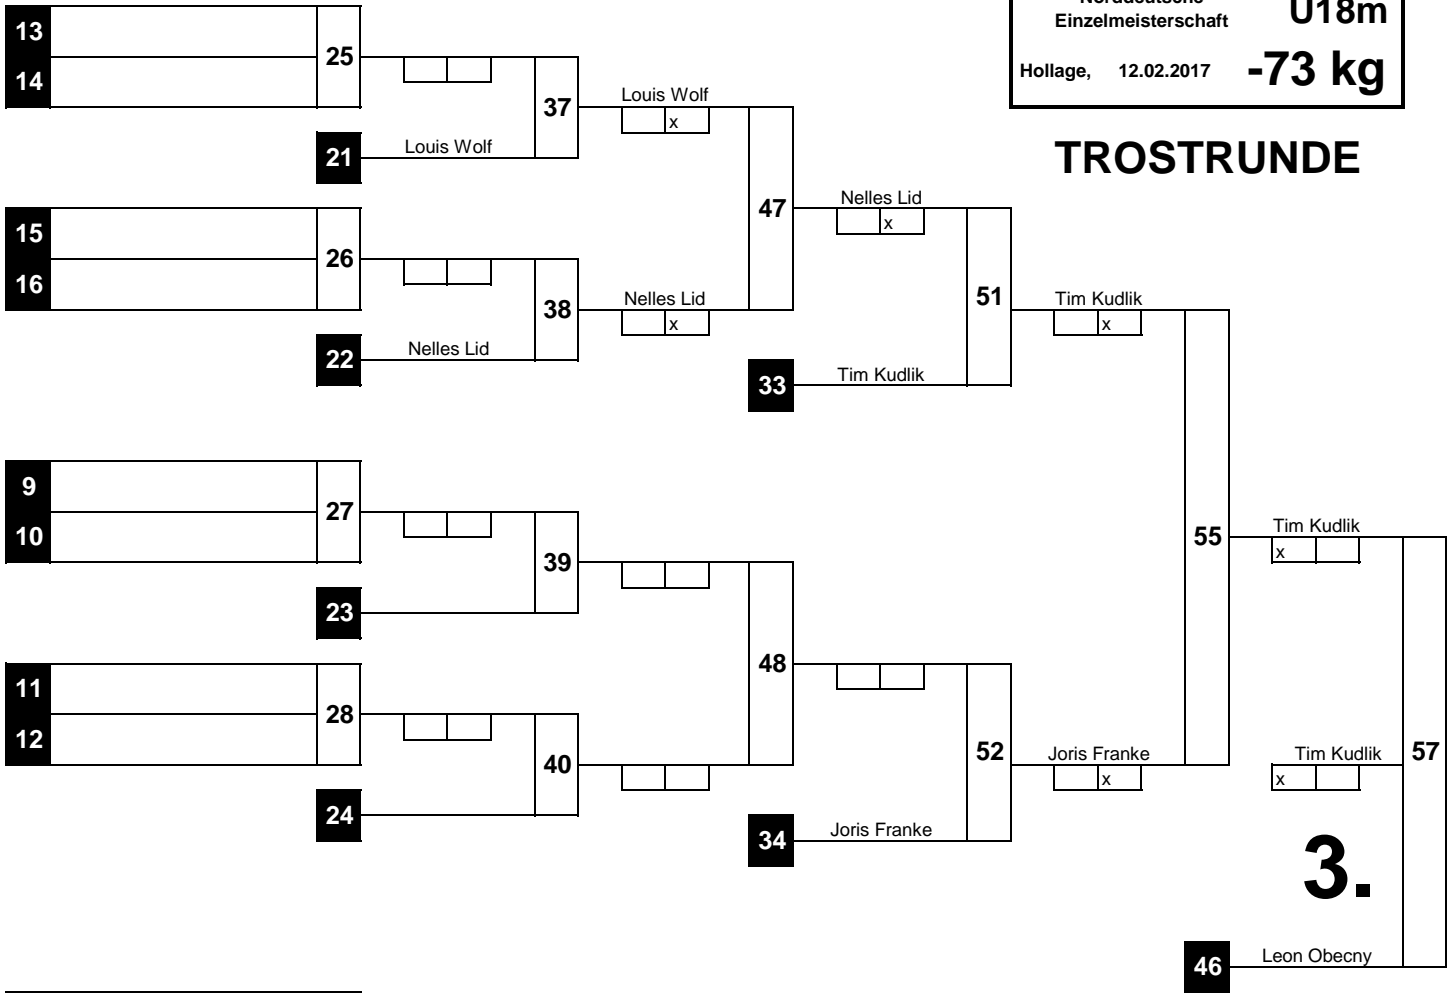 Norddeutsche
Einzelmeisterschaft
U18m
Hollage, 12.02.2017
-73 kg
TROSTRUNDE
13
14
25
37
Louis Wolf
x
21
Louis Wolf
47
Nelles Lid
x
15
16
26
38
Nelles Lid
x
22
Nelles Lid
51
Tim Kudlik
x
33
Tim Kudlik
9
10
27
39
23
55
Tim Kudlik
x
11
12
28
40
24
48
52
Joris Franke
x
34
Joris Franke
Tim Kudlik
x
57
3.
46
Leon Obecny